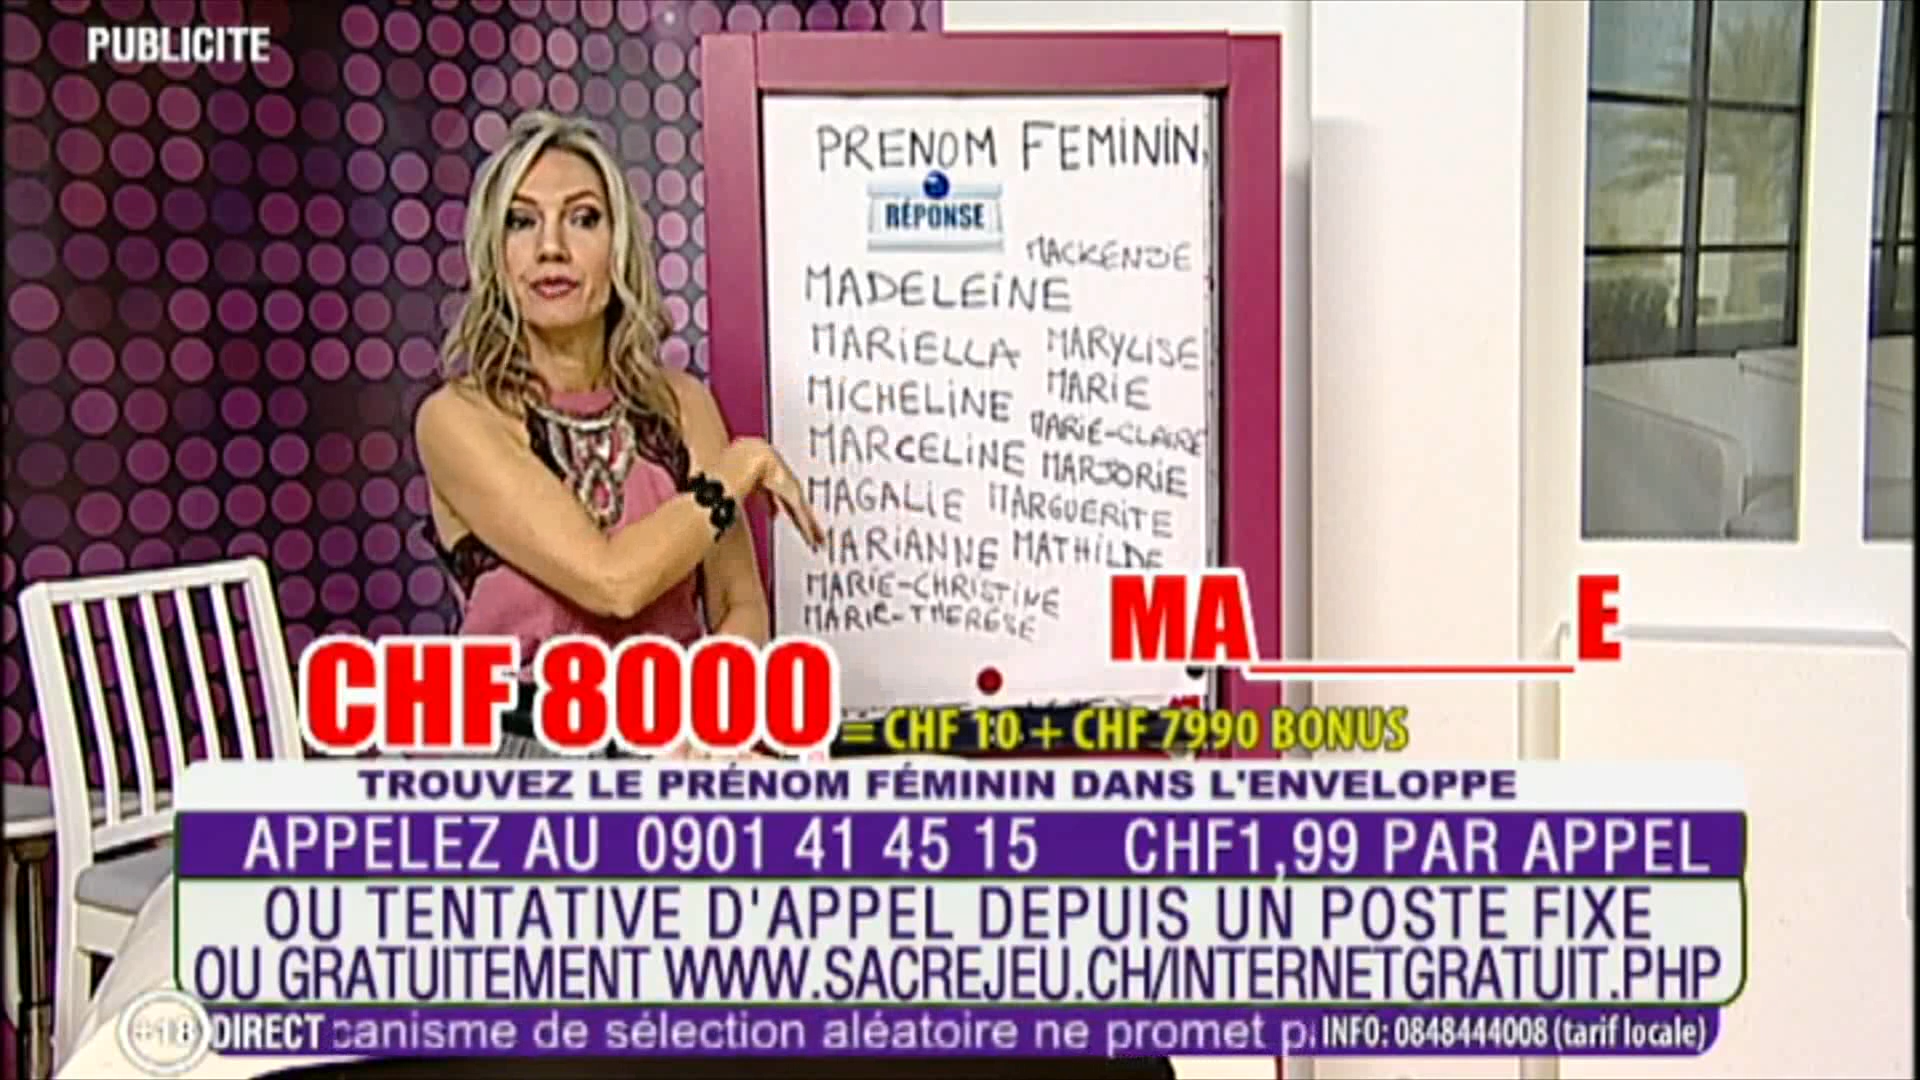 PUBLICITE
PRENOM FEMININ
RÉPONSE
MACKENZIE
MADELEINE
MARIELLA MARYLISE
MICHELINE MARIE
MARIE-CLAIRE
MARCELINE MARJORIE
MAGALIE MARGUERITE
MARIANNE MATHILDE
MARIE-CHRISTINE
MARIE-THERESE
MA_______E
CHF 8000 = CHF 10 + CHF 7990 BONUS
TROUVEZ LE PRÉNOM FÉMININ DANS L'ENVELOPPE
APPELEZ AU 0901 41 45 15 CHF1,99 PAR APPEL
OU TENTATIVE D'APPEL DEPUIS UN POSTE FIXE
OU GRATUITEMENT WWW.SACREJEU.CH/INTERNETGRATUIT.PHP
+18 DIRECT canisme de sélection aléatoire ne promet p INFO: 0848444008 (tarif locale)